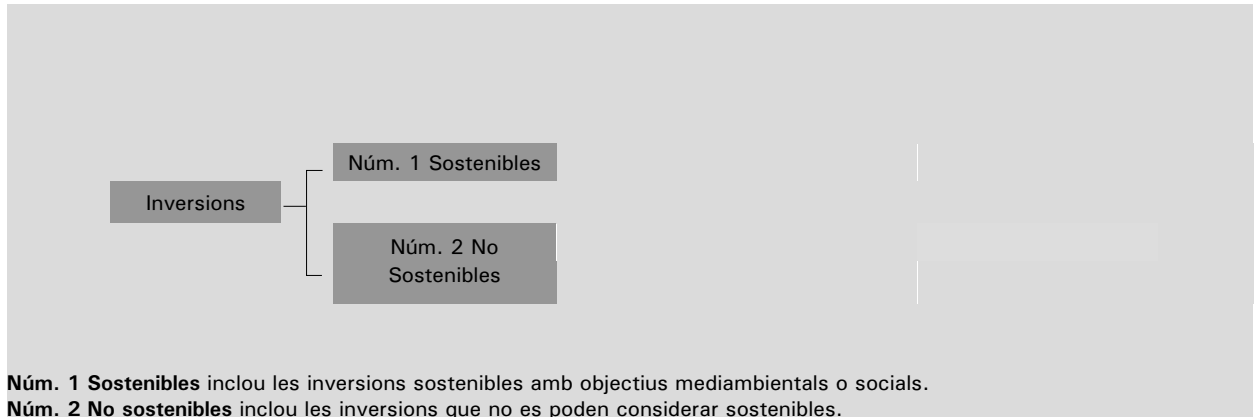 Núm. 1 Sostenibles
Inversions
Núm. 2 No
Sostenibles
Núm. 1 Sostenibles inclou les inversions sostenibles amb objectius mediambientals o socials.
Núm. 2 No sostenibles inclou les inversions que no es poden considerar sostenibles.